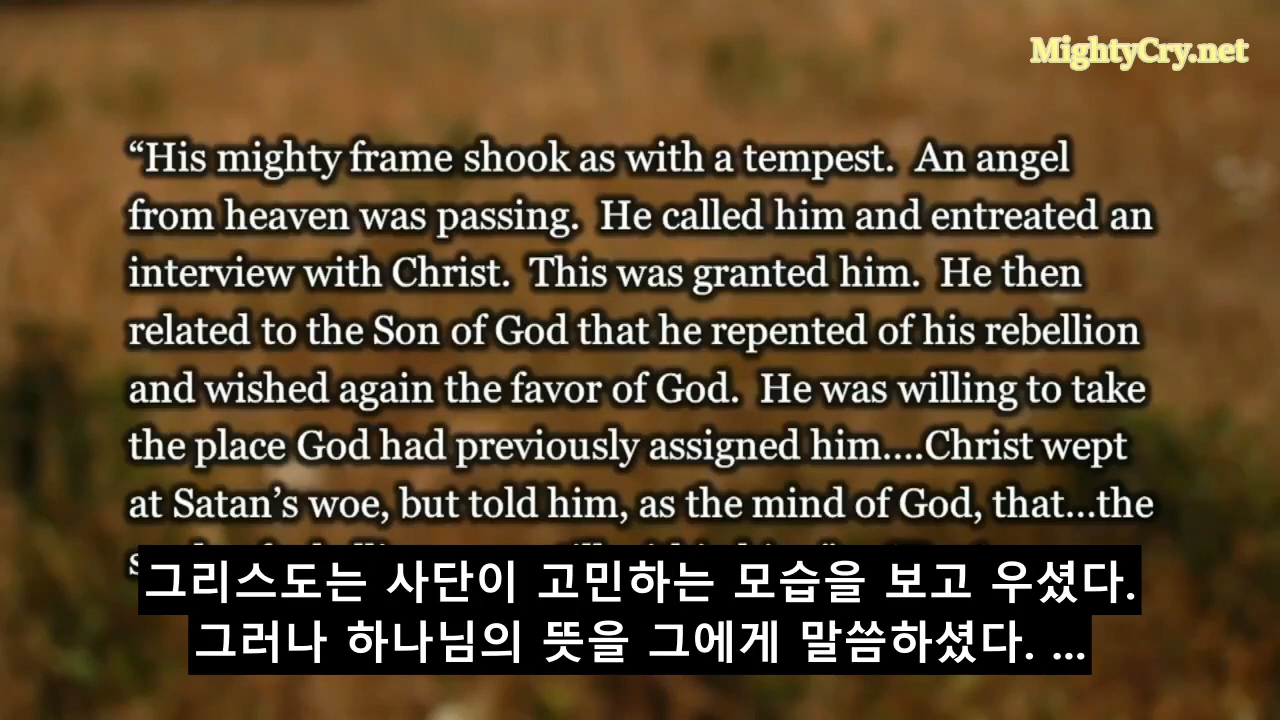 MightyCry.net
“His mighty frame shook as with a tempest. An angel
from heaven was passing. He called him and entreated an
interview with Christ. This was granted him. He then
related to the Son of God that he repented of his rebellion
and wished again the favor of God. He was willing to take
the place God had previously assigned him....Christ wept
at Satan’s woe, but told him, as the mind of God, that...the
그리스도는 사단이 고민하는 모습을 보고 우셨다.
그러나 하나님의 뜻을 그에게 말씀하셨다. ...